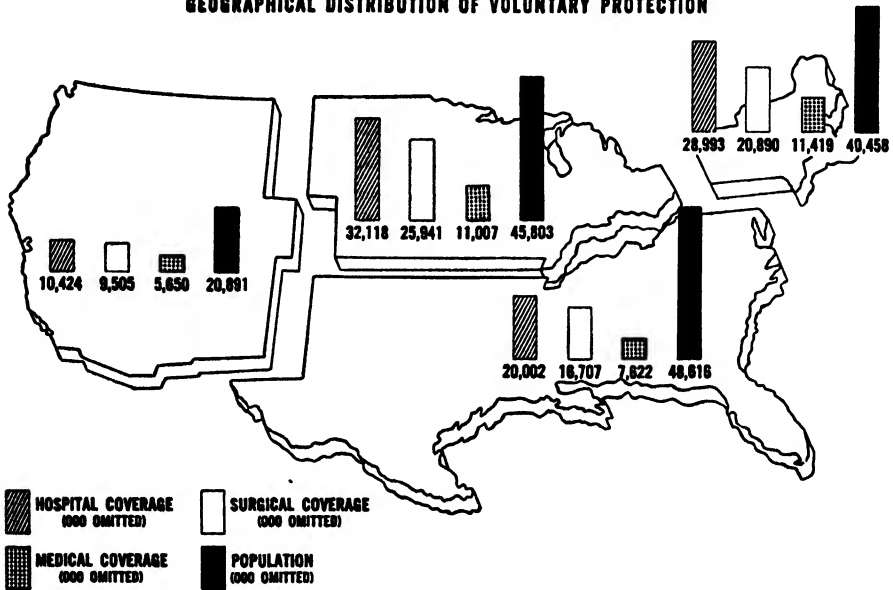 GEOGRAPHICAL DISTRIBUTION OF VOLUNTARY PROTECTION
28,993 20,890 11,419 40,458
32,118 25,941 11,007 45,803
10,424 9,505 5,650 20,891
20,002 16,707 7,622 48,616
HOSPITAL COVERAGE
(000 OMITTED)
SURGICAL COVERAGE
(000 OMITTED)
MEDICAL COVERAGE
(000 OMITTED)
POPULATION
(000 OMITTED)